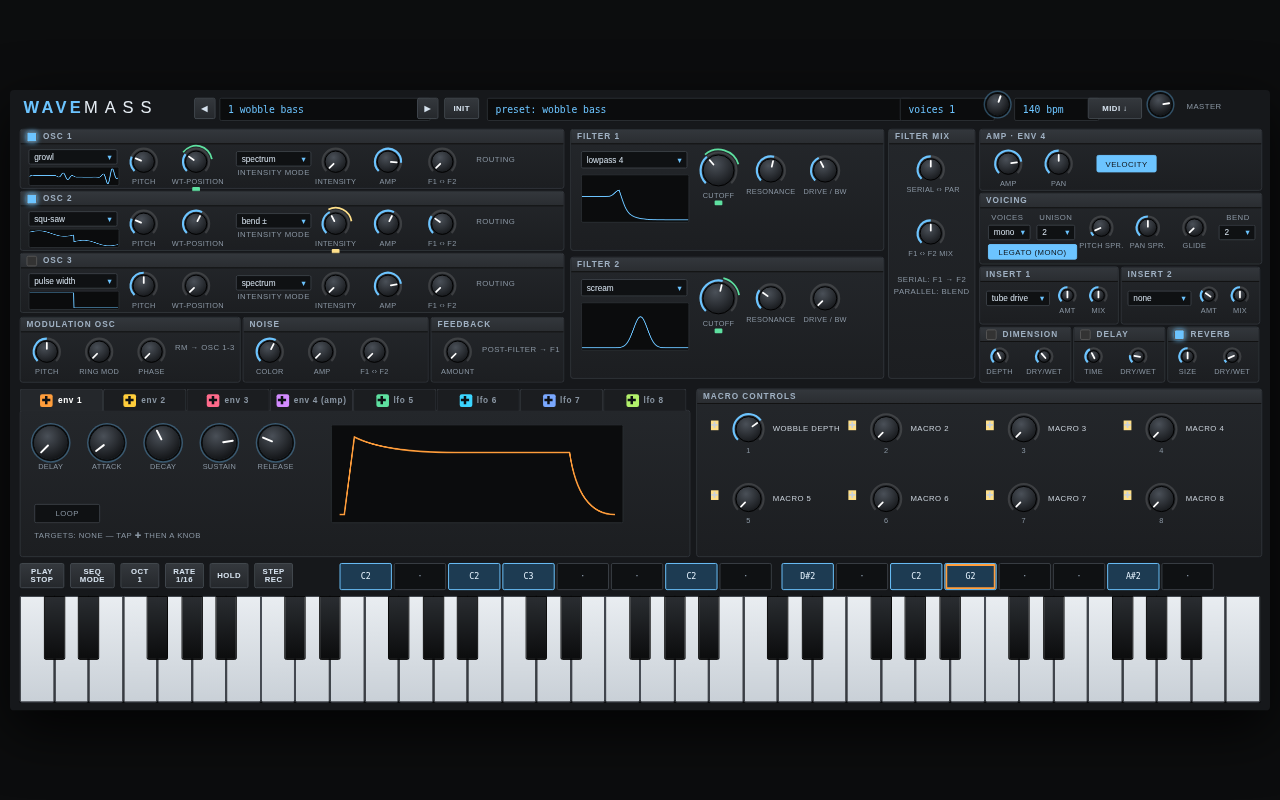 WAVEMASS
◀
1 wobble bass
▶
INIT
preset: wobble bass
voices 1
140 bpm
MIDI ↓
MASTER
OSC 1
growl
PITCH
WT-POSITION
spectrum
INTENSITY MODE
INTENSITY
AMP
F1 ‹› F2
ROUTING
OSC 2
squ-saw
PITCH
WT-POSITION
bend ±
INTENSITY MODE
INTENSITY
AMP
F1 ‹› F2
ROUTING
OSC 3
pulse width
PITCH
WT-POSITION
spectrum
INTENSITY MODE
INTENSITY
AMP
F1 ‹› F2
ROUTING
MODULATION OSC
PITCH
RING MOD
PHASE
RM → OSC 1-3
NOISE
COLOR
AMP
F1 ‹› F2
FEEDBACK
AMOUNT
POST-FILTER → F1
FILTER 1
lowpass 4
CUTOFF
RESONANCE
DRIVE / BW
FILTER 2
scream
CUTOFF
RESONANCE
DRIVE / BW
FILTER MIX
SERIAL ‹› PAR
F1 ‹› F2 MIX
SERIAL: F1 → F2
PARALLEL: BLEND
AMP · ENV 4
AMP
PAN
VELOCITY
VOICING
VOICES
mono
UNISON
2
LEGATO (MONO)
PITCH SPR.
PAN SPR.
GLIDE
BEND
2
INSERT 1
tube drive
AMT
MIX
INSERT 2
none
AMT
MIX
DIMENSION
DEPTH
DRY/WET
DELAY
TIME
DRY/WET
REVERB
SIZE
DRY/WET
env 1
env 2
env 3
env 4 (amp)
lfo 5
lfo 6
lfo 7
lfo 8
DELAY
ATTACK
DECAY
SUSTAIN
RELEASE
LOOP
TARGETS: NONE — TAP ✚ THEN A KNOB
MACRO CONTROLS
WOBBLE DEPTH
1
MACRO 2
2
MACRO 3
3
MACRO 4
4
MACRO 5
5
MACRO 6
6
MACRO 7
7
MACRO 8
8
PLAY
STOP
SEQ
MODE
OCT
1
RATE
1/16
HOLD
STEP
REC
C2
·
C2
C3
·
·
C2
·
D#2
·
C2
G2
·
·
A#2
·